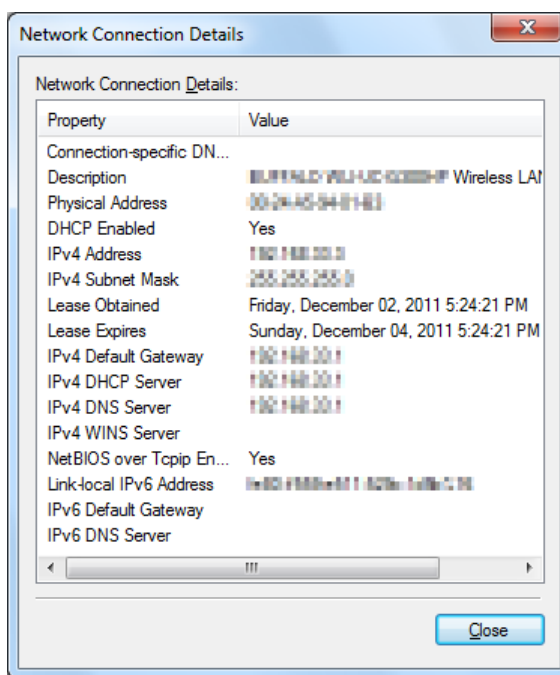 Network Connection Details
Network Connection Details:
Property Value
Connection-specific DN...
Description Wireless LAN
Physical Address
DHCP Enabled Yes
IPv4 Address
IPv4 Subnet Mask
Lease Obtained Friday, December 02, 2011 5:24:21 PM
Lease Expires Sunday, December 04, 2011 5:24:21 PM
IPv4 Default Gateway
IPv4 DHCP Server
IPv4 DNS Server
IPv4 WINS Server
NetBIOS over Tcpip En... Yes
Link-local IPv6 Address
IPv6 Default Gateway
IPv6 DNS Server
Close